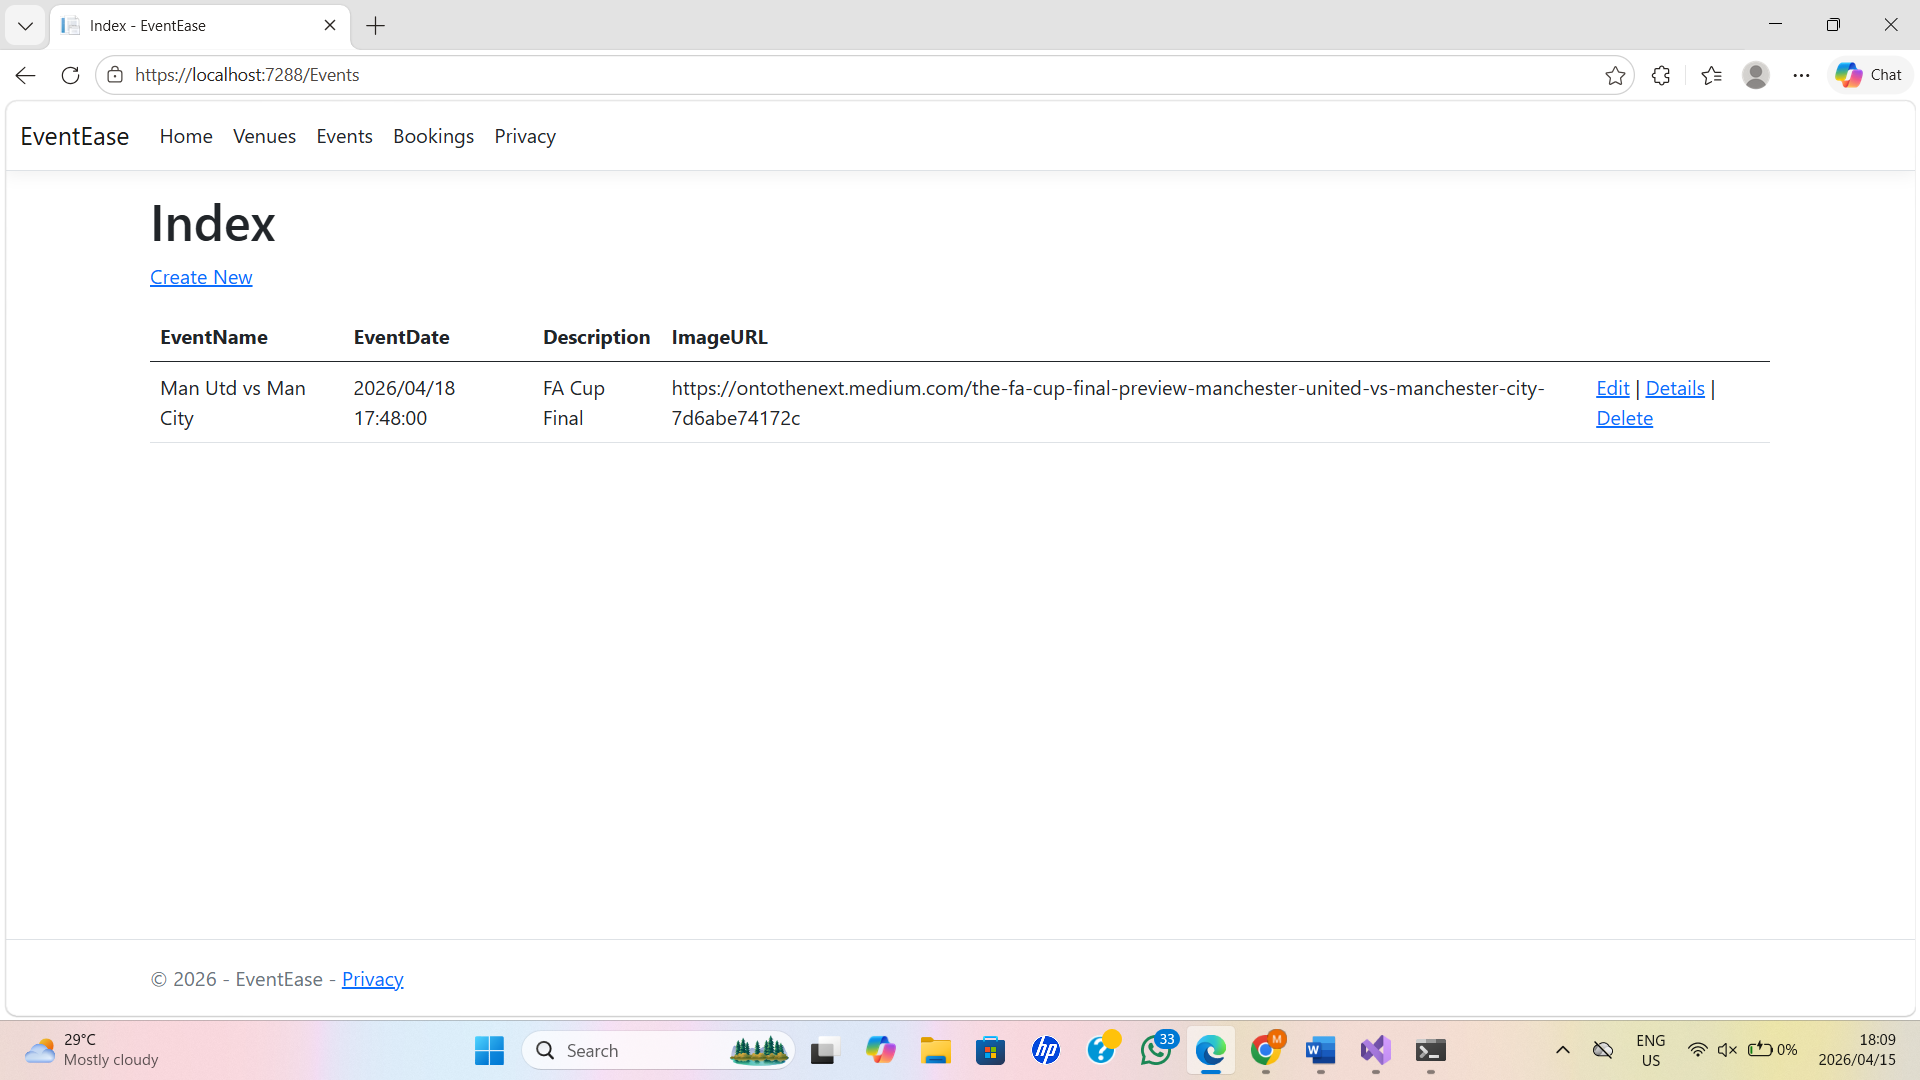 Index - EventEase
https://localhost:7288/Events
Chat
EventEase Home Venues Events Bookings Privacy
Index
Create New
EventName EventDate Description ImageURL
Man Utd vs Man 2026/04/18 FA Cup https://ontothenext.medium.com/the-fa-cup-final-preview-manchester-united-vs-manchester-city- Edit | Details |
City 17:48:00 Final 7d6abe74172c Delete
© 2026 - EventEase - Privacy
29°C
Mostly cloudy
Search
hp
33
M
W
ENG
US
0%
18:09
2026/04/15